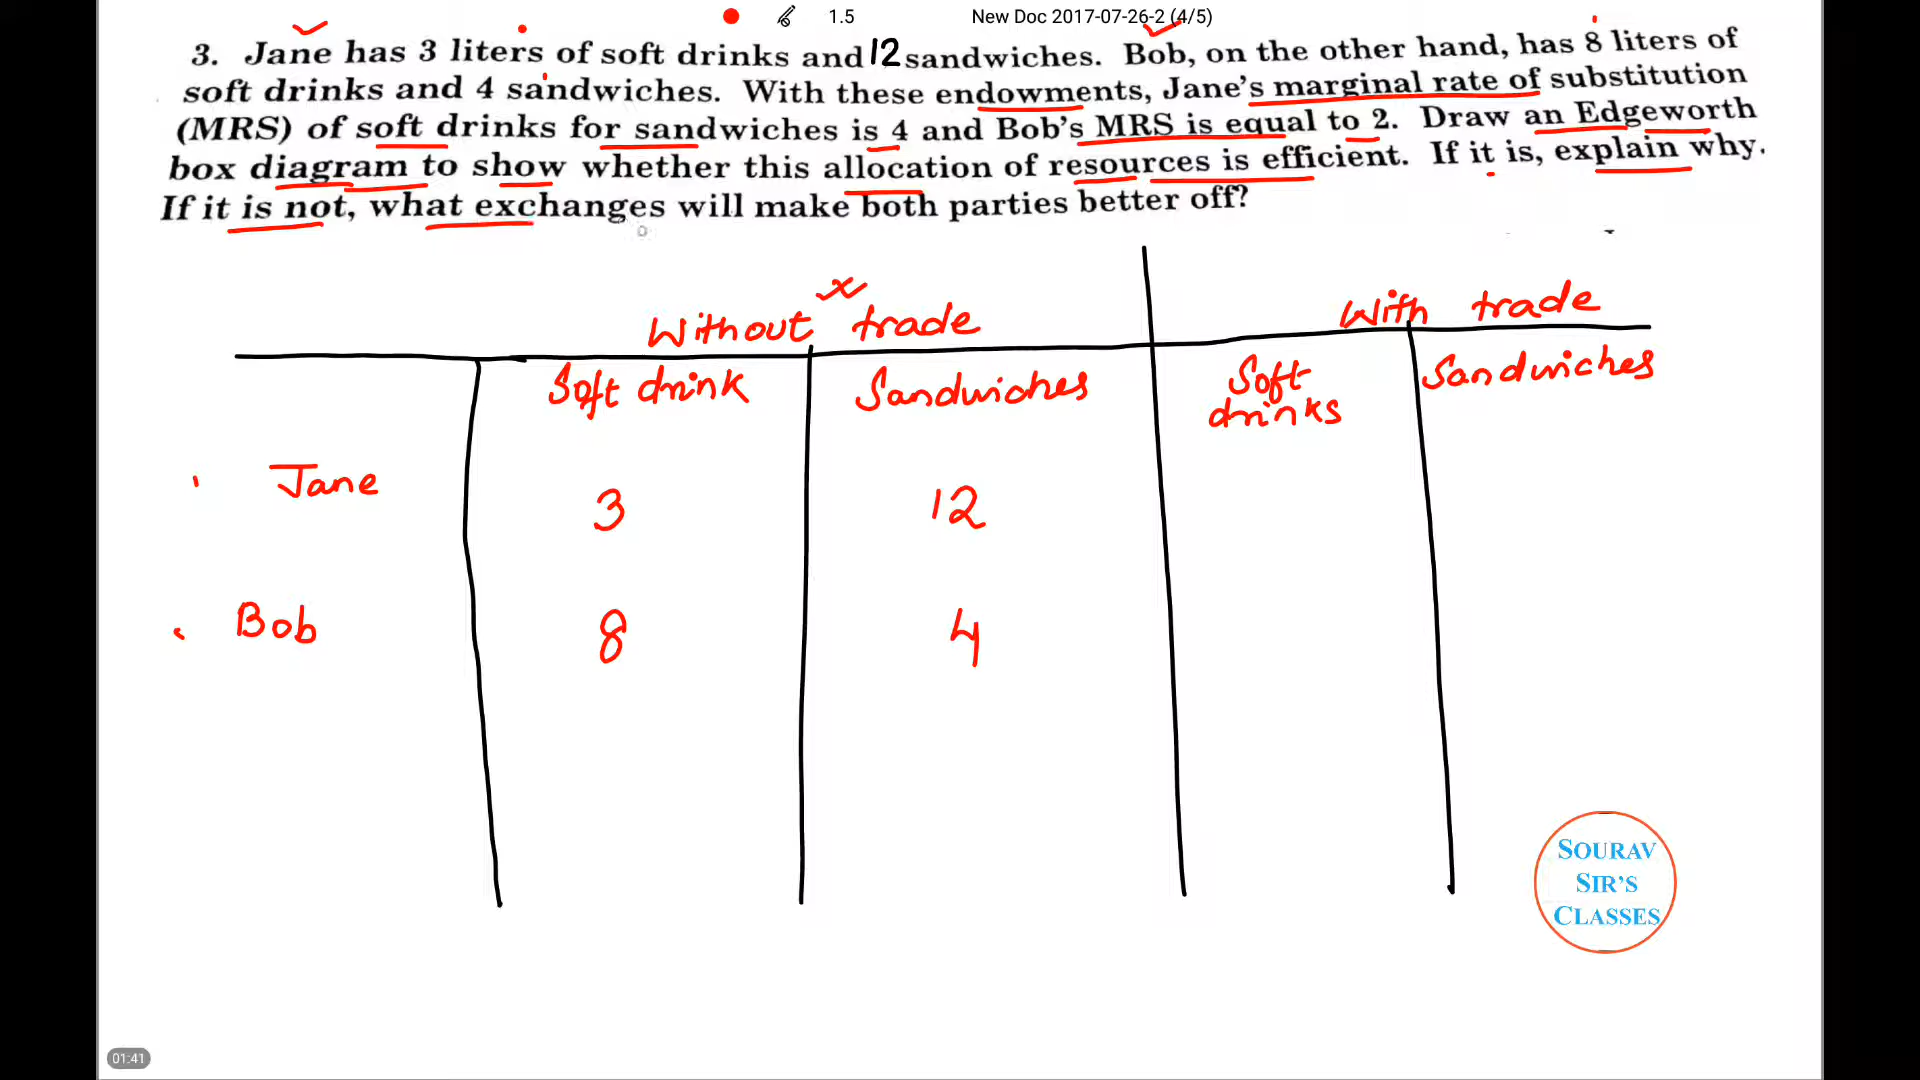 1.5 New Doc 2017-07-26-2 (4/5)
3. Jane has 3 liters of soft drinks and 12 sandwiches. Bob, on the other hand, has 8 liters of
soft drinks and 4 sandwiches. With these endowments, Jane's marginal rate of substitution
(MRS) of soft drinks for sandwiches is 4 and Bob's MRS is equal to 2. Draw an Edgeworth
box diagram to show whether this allocation of resources is efficient. If it is, explain why.
If it is not, what exchanges will make both parties better off?
Without trade With trade
Soft drink Sandwiches Soft drinks Sandwiches
Jane 3 12
Bob 8 4
SOURAV
SIR'S
CLASSES
01:41